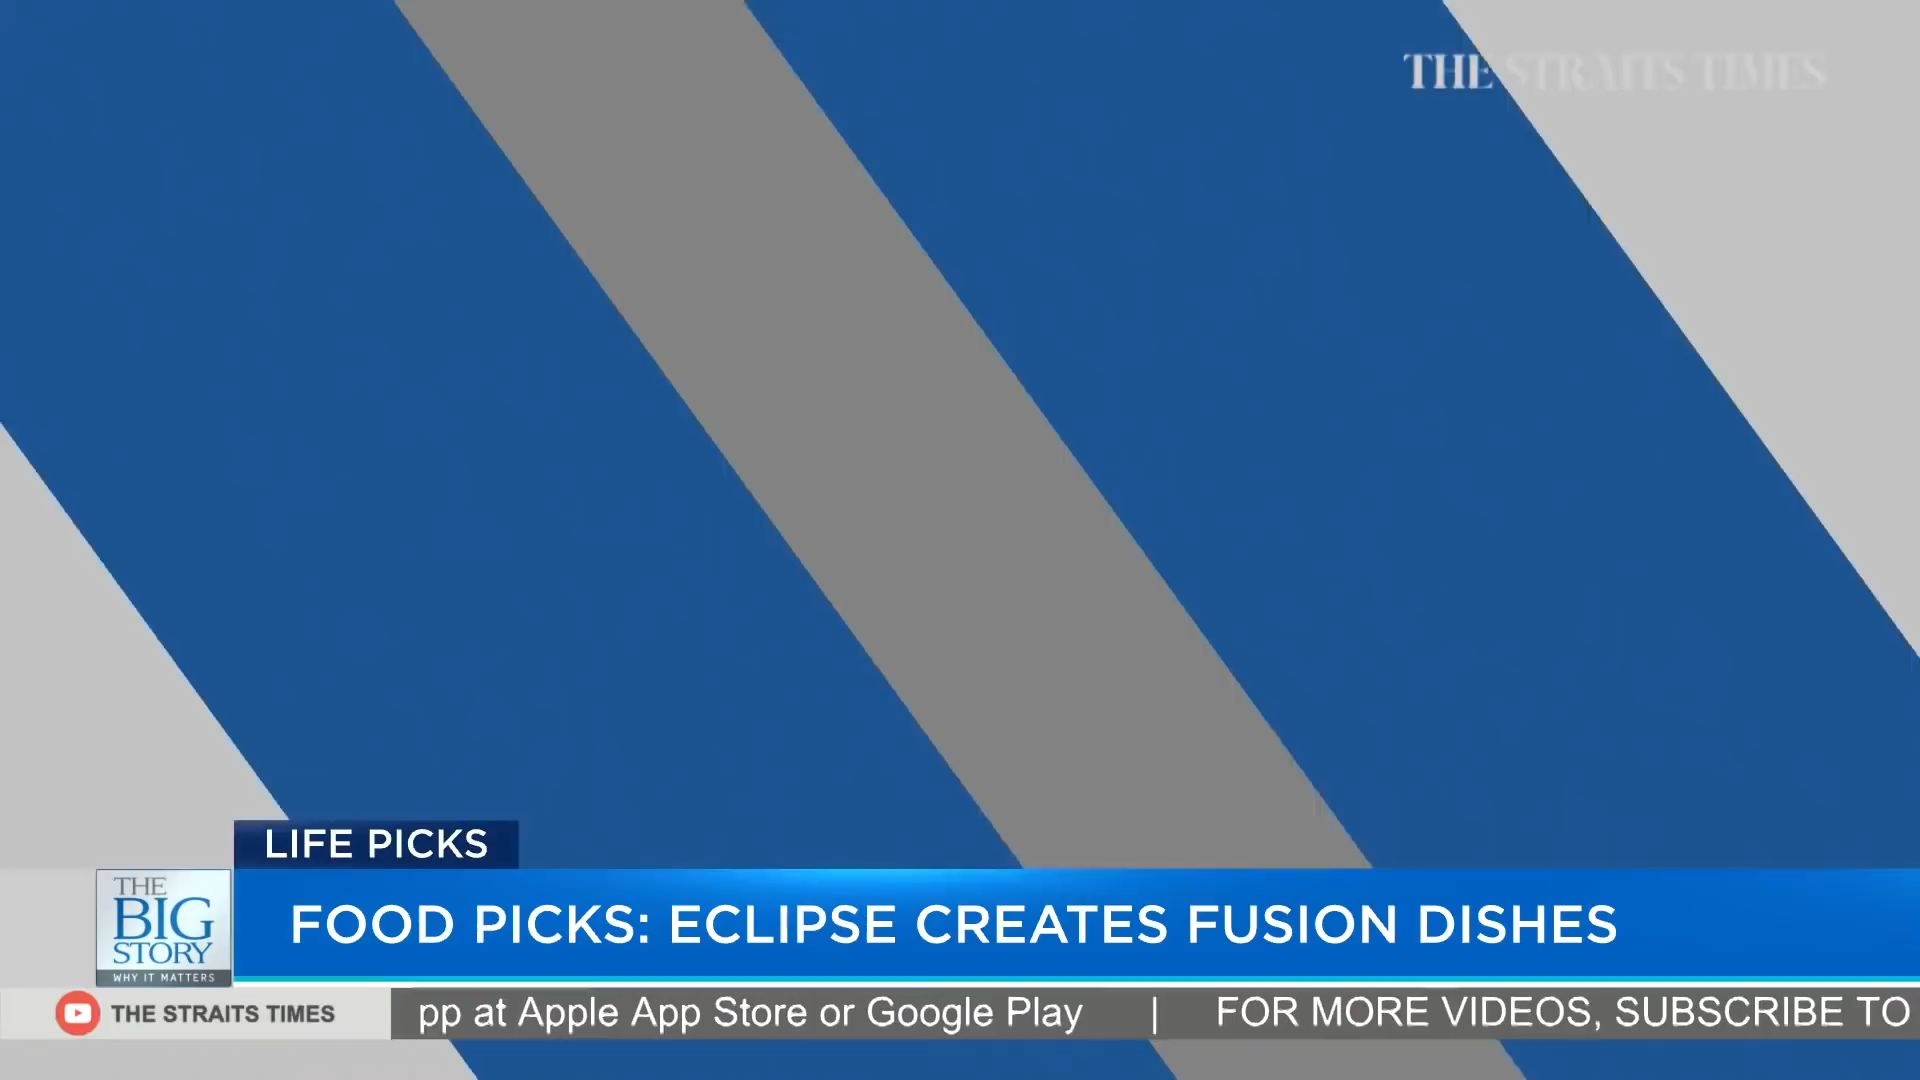 THE STRAITS TIMES
LIFE PICKS
THE
BIG
STORY
WHY IT MATTERS
FOOD PICKS: ECLIPSE CREATES FUSION DISHES
THE STRAITS TIMES
pp at Apple App Store or Google Play | FOR MORE VIDEOS, SUBSCRIBE TO